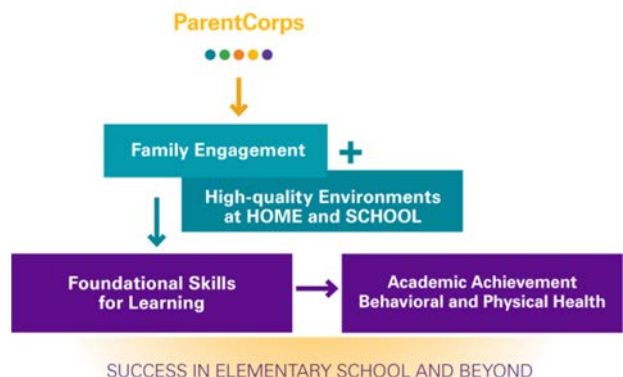 ParentCorps
Family Engagement
+
High-quality Environments
at HOME and SCHOOL
Foundational Skills
for Learning
Academic Achievement
Behavioral and Physical Health
SUCCESS IN ELEMENTARY SCHOOL AND BEYOND